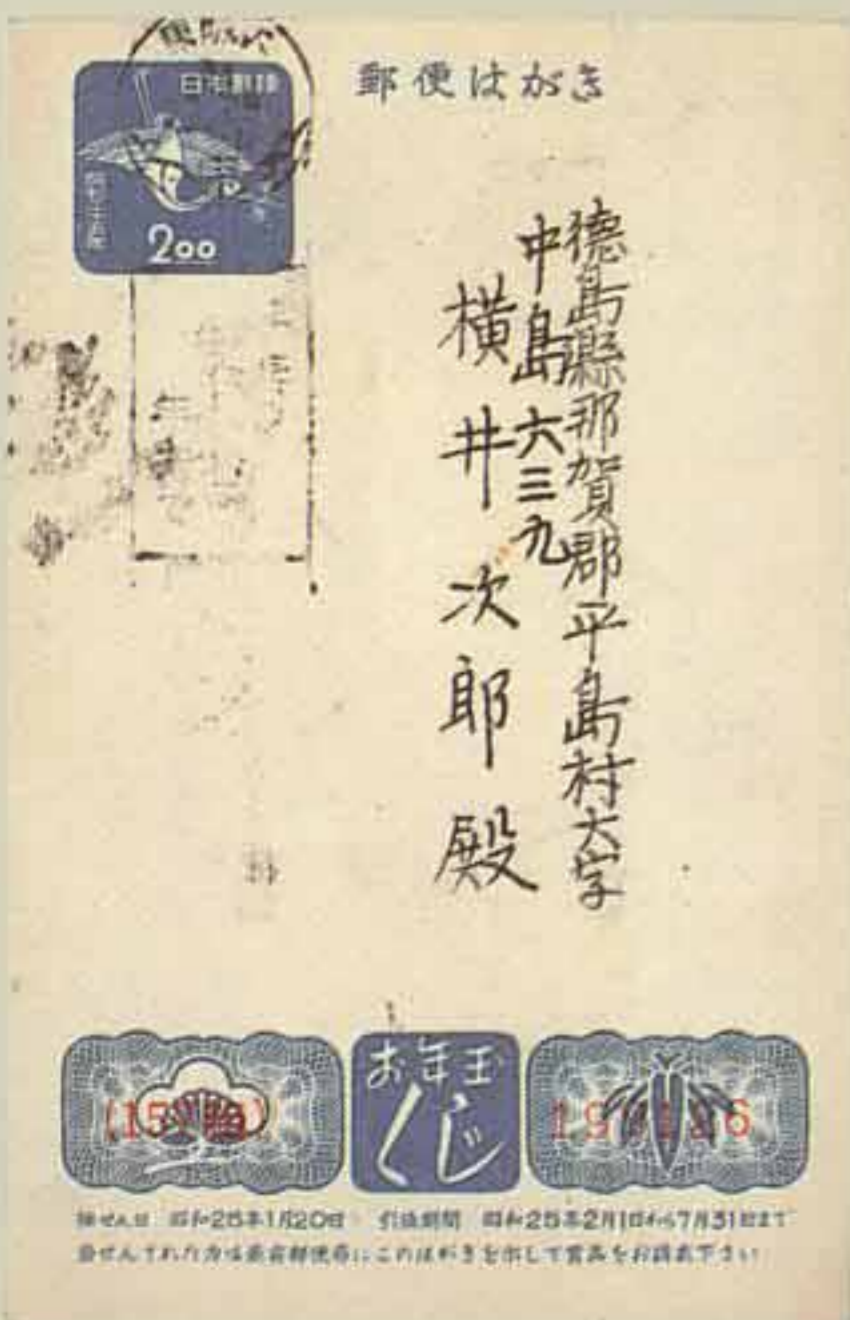 郵便はがき
日本郵便
200
徳島縣那賀郡平島村大字
中島六三九
横井次郎殿
お年玉
くじ
抽せん日 昭和25年1月20日 引換期間 昭和25年2月1日から7月31日まで
当せんされた方は最寄郵便局にこのはがきを示して賞品をお請求下さい